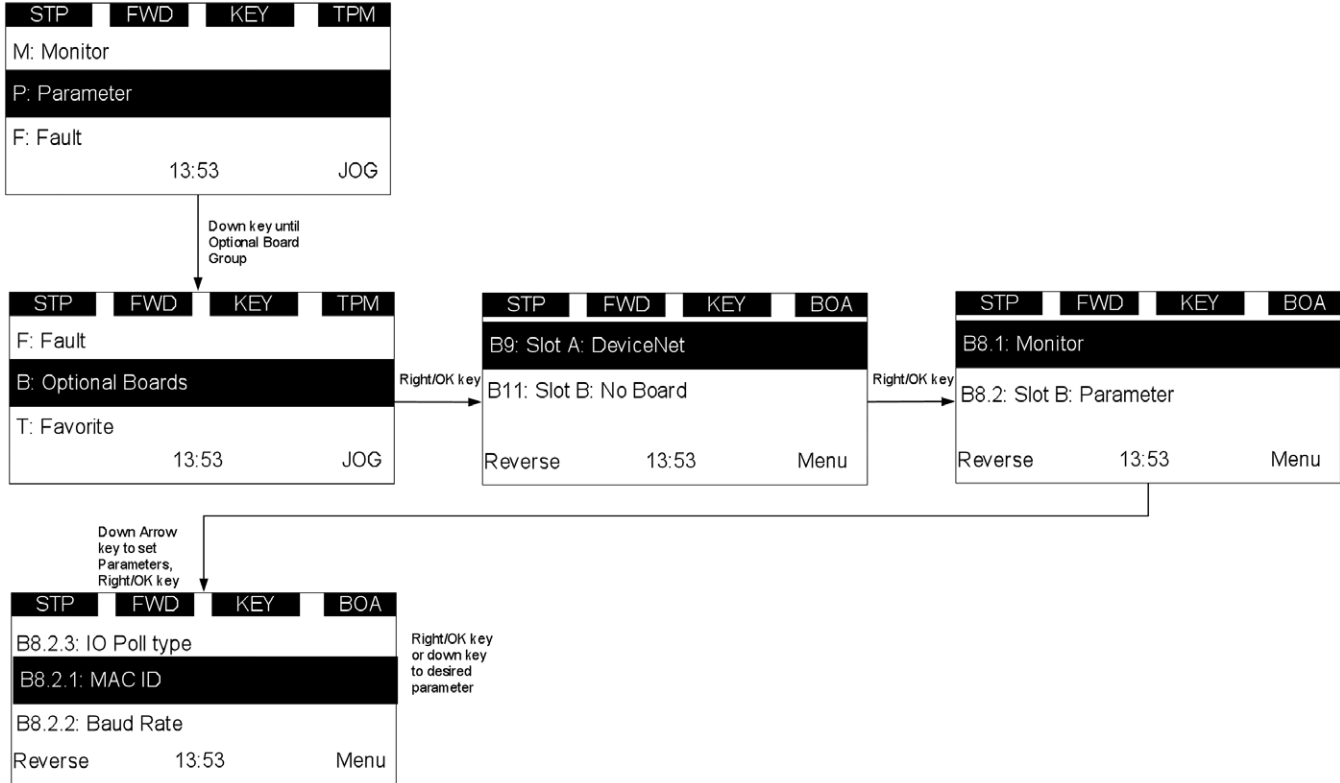 STP FWD KEY TPM
M: Monitor
P: Parameter
F: Fault
13:53 JOG
Down key until
Optional Board
Group
STP FWD KEY TPM
F: Fault
B: Optional Boards
T: Favorite
13:53 JOG
Right/OK key
STP FWD KEY BOA
B9: Slot A: DeviceNet
B11: Slot B: No Board
Reverse 13:53 Menu
Right/OK key
STP FWD KEY BOA
B8.1: Monitor
B8.2: Slot B: Parameter
Reverse 13:53 Menu
Down Arrow
key to set
Parameters,
Right/OK key
STP FWD KEY BOA
B8.2.3: IO Poll type
B8.2.1: MAC ID
B8.2.2: Baud Rate
Reverse 13:53 Menu
Right/OK key
or down key
to desired
parameter